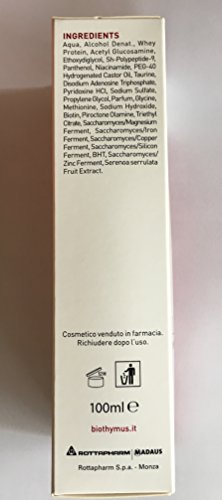 INGREDIENTS
Aqua, Alcohol Denat., Whey
Protein, Acetyl Glucosamine,
Ethoxydiglycol, Sh-Polypeptide-9,
Panthenol, Niacinamide, PEG-40
Hydrogenated Castor Oil, Taurine,
Disodium Adenosine Triphosphate,
Pyridoxine HCl, Sodium Sulfate,
Propylene Glycol, Parfum, Glycine,
Methionine, Sodium Hydroxide,
Biotin, Piroctone Olamine, Triethyl
Citrate, Saccharomyces/Magnesium
Ferment, Saccharomyces/Iron
Ferment, Saccharomyces/Copper
Ferment, Saccharomyces/Silicon
Ferment, BHT, Saccharomyces/
Zinc Ferment, Serenoa serrulata
Fruit Extract.
Cosmetico venduto in farmacia.
Richiudere dopo l'uso.
100ml e
biothymus.it
ROTTAPHARM MADAUS
Rottapharm S.p.a. - Monza